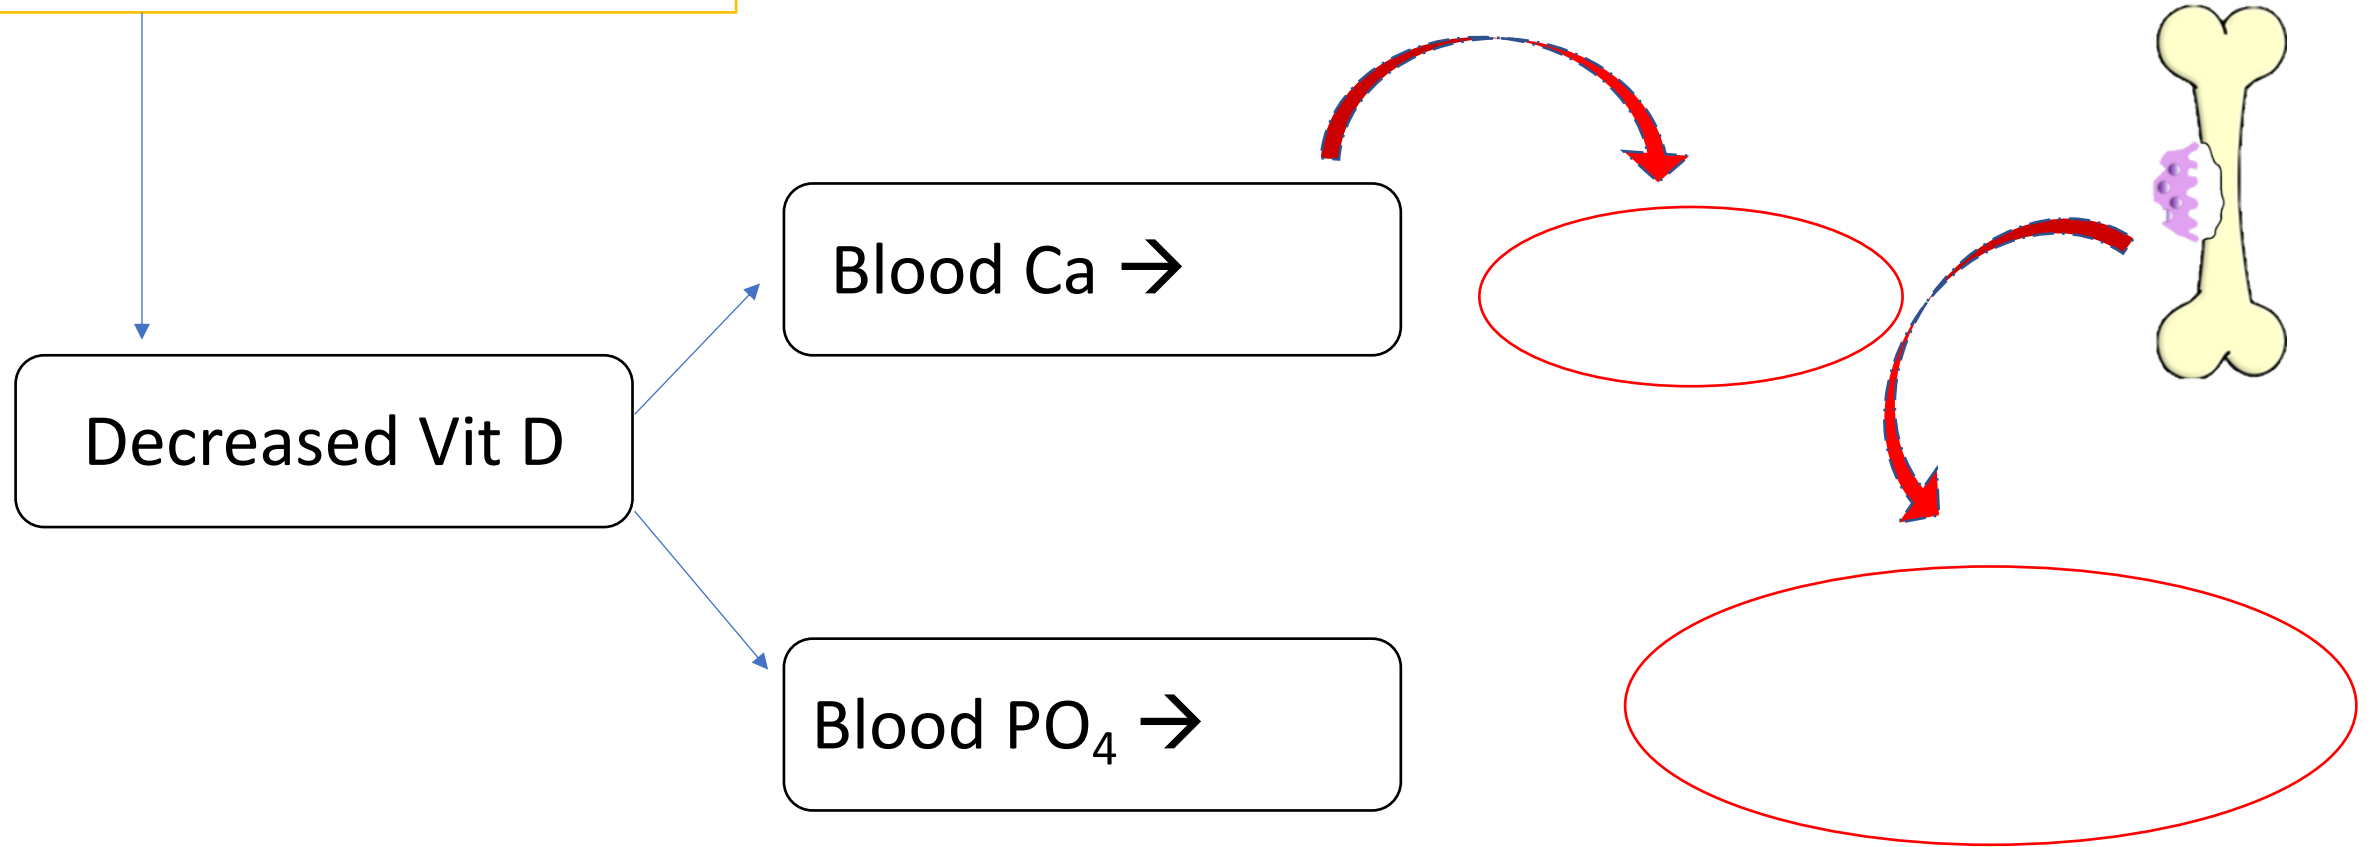 Blood Ca →
Decreased Vit D
Blood PO₄ →